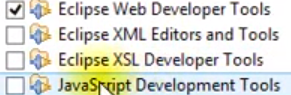 Eclipse Web Developer Tools
Eclipse XML Editors and Tools
Eclipse XSL Developer Tools
JavaScript Development Tools